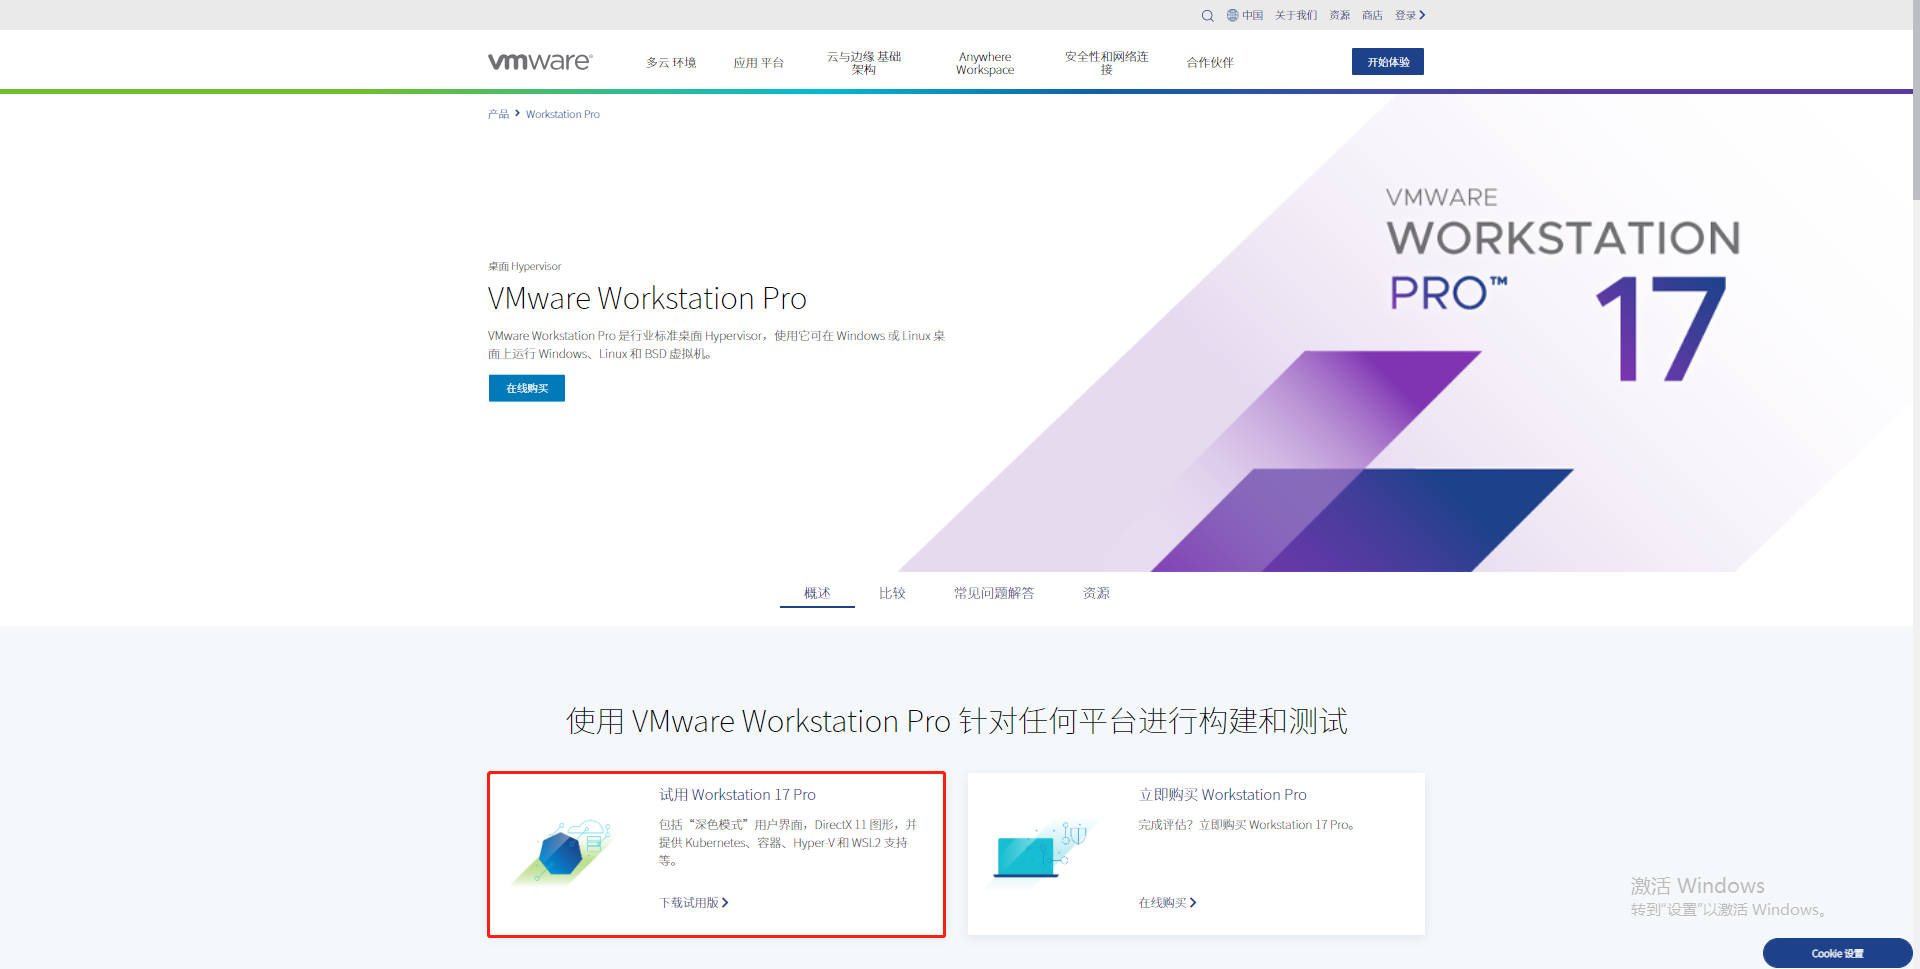 中国 关于我们 资源 商店 登录
vmware®
多云 环境
应用 平台
云与边缘 基础
架构
Anywhere
Workspace
安全性和网络连
接
合作伙伴
开始体验
产品 Workstation Pro
VMWARE
WORKSTATION
PRO™ 17
桌面 Hypervisor
VMware Workstation Pro
VMware Workstation Pro 是行业标准桌面 Hypervisor，使用它可在 Windows 或 Linux 桌
面上运行 Windows、Linux 和 BSD 虚拟机。
在线购买
概述 比较 常见问题解答 资源
使用 VMware Workstation Pro 针对任何平台进行构建和测试
试用 Workstation 17 Pro
包括“深色模式”用户界面，DirectX 11 图形，并
提供 Kubernetes、容器、Hyper-V 和 WSL2 支持
等。
下载试用版
立即购买 Workstation Pro
完成评估？立即购买 Workstation 17 Pro。
在线购买
激活 Windows
转到“设置”以激活 Windows。
Cookie 设置